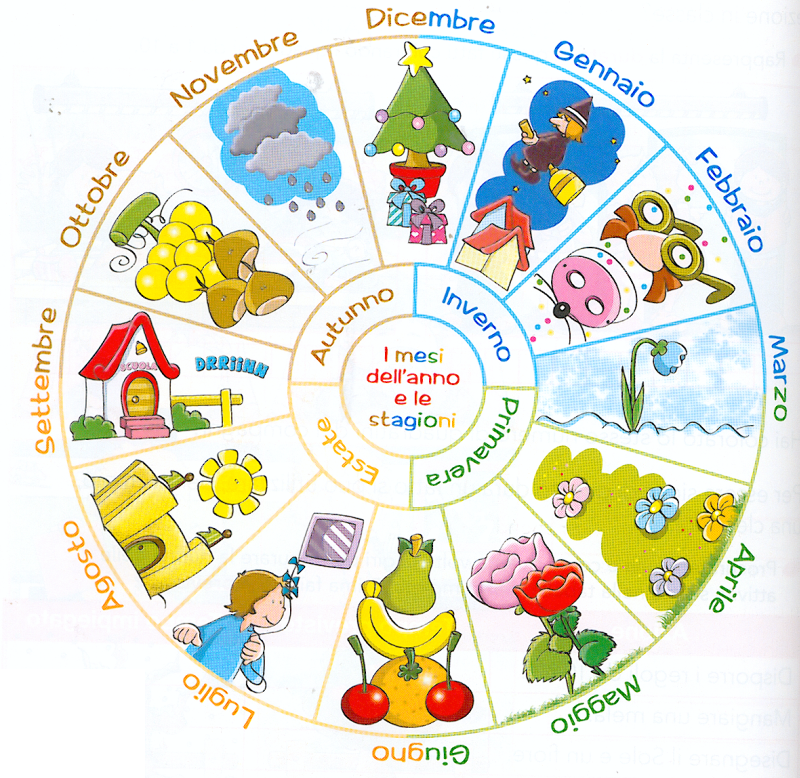 Dicembre
Gennaio
Febbraio
Marzo
Aprile
Maggio
Giugno
Luglio
Agosto
Settembre
Ottobre
Novembre
Inverno
Primavera
Estate
Autunno
I mesi
dell'anno
e le
stagioni
SCUOLA
DRRIINN